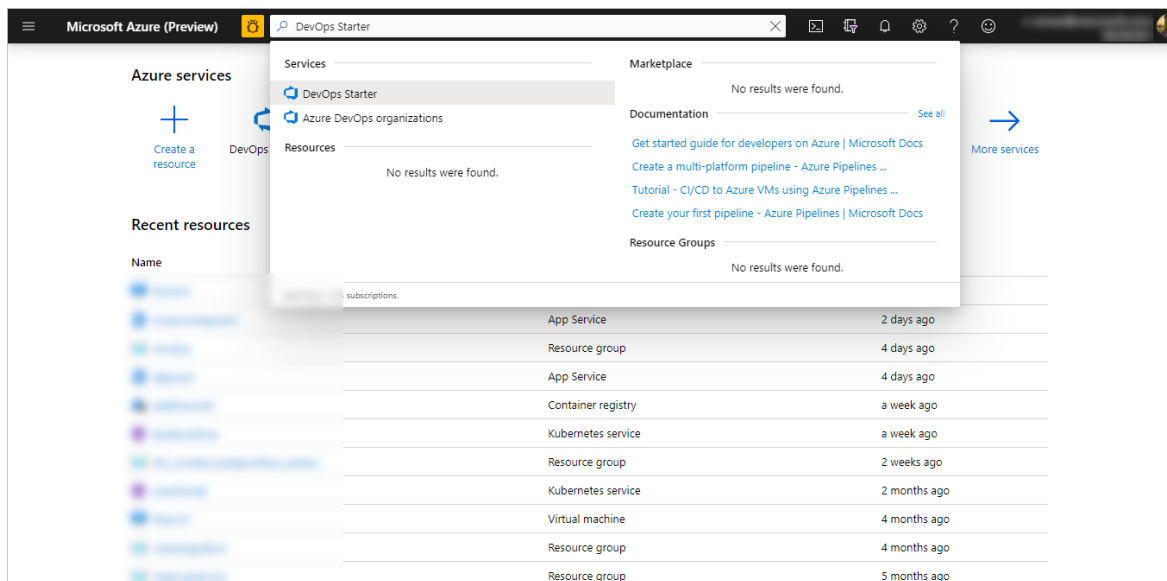 Microsoft Azure (Preview)
DevOps Starter
Azure services
Create a
resource
DevOps
More services
Services
DevOps Starter
Azure DevOps organizations
Resources
No results were found.
Marketplace
No results were found.
Documentation
See all
Get started guide for developers on Azure | Microsoft Docs
Create a multi-platform pipeline - Azure Pipelines ...
Tutorial - CI/CD to Azure VMs using Azure Pipelines ...
Create your first pipeline - Azure Pipelines | Microsoft Docs
Resource Groups
No results were found.
subscriptions.
Recent resources
Name
App Service 2 days ago
Resource group 4 days ago
App Service 4 days ago
Container registry a week ago
Kubernetes service a week ago
Resource group 2 weeks ago
Kubernetes service 2 months ago
Virtual machine 4 months ago
Resource group 4 months ago
Resource group 5 months ago